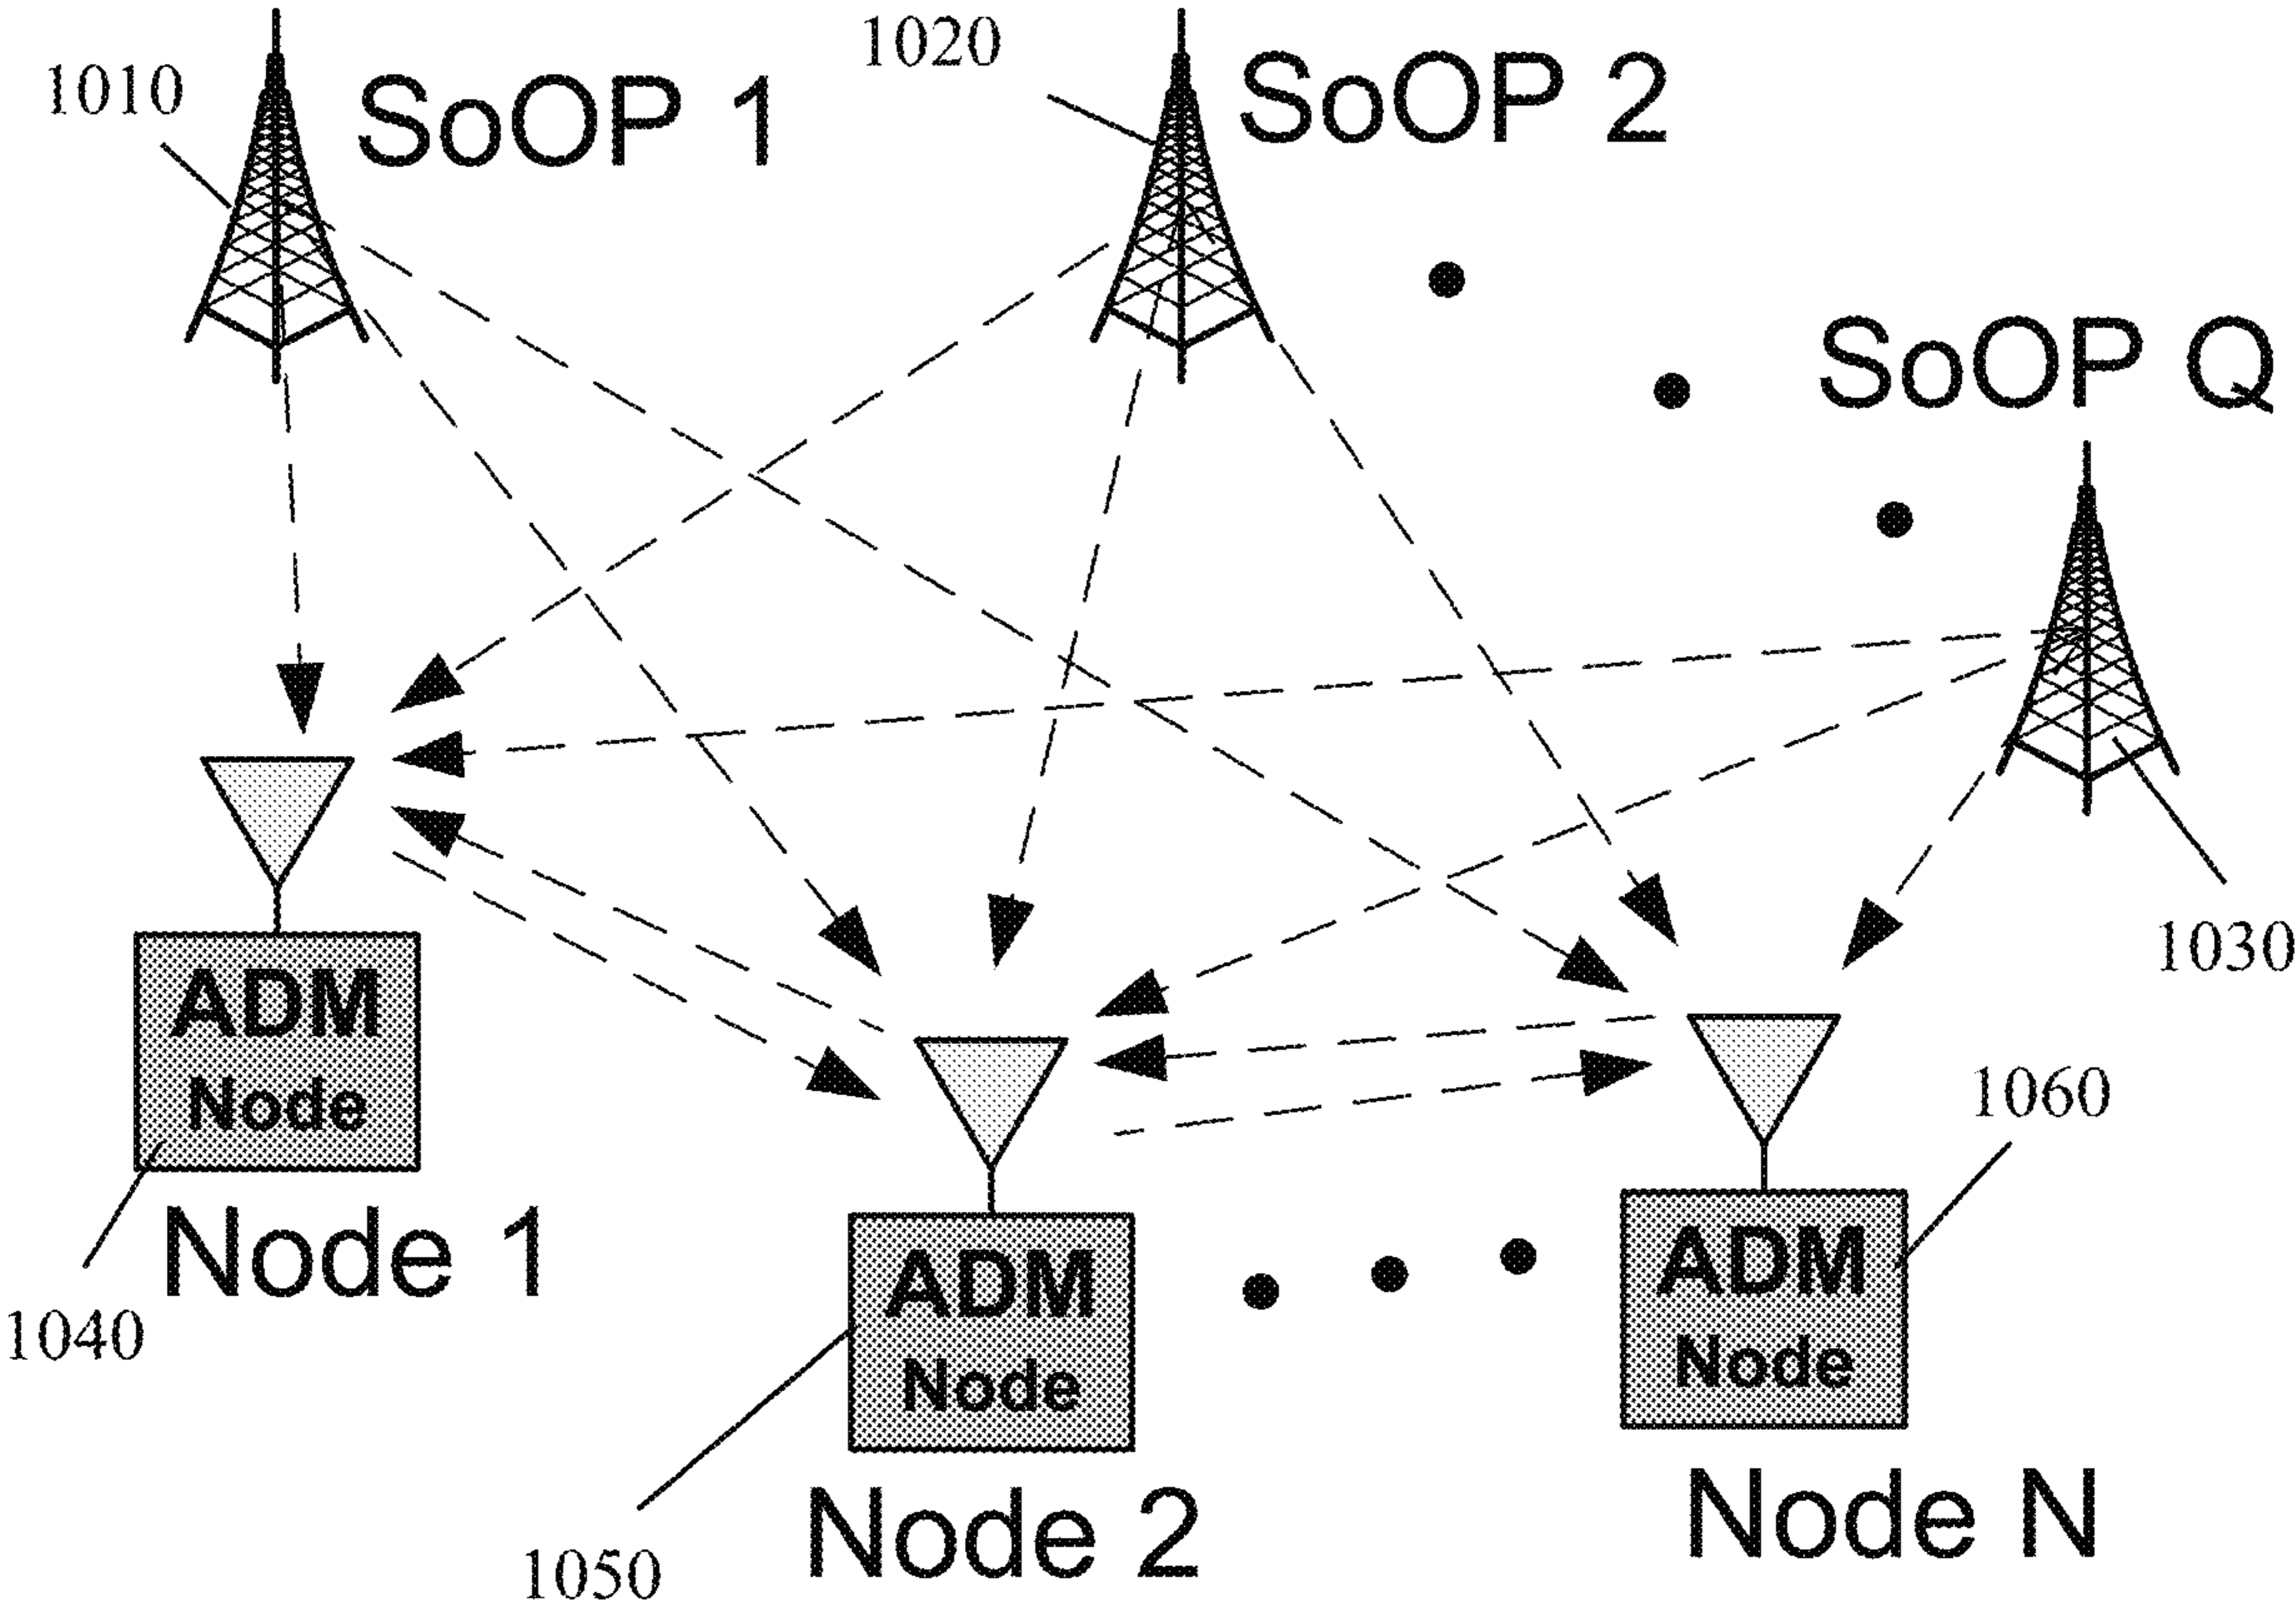 1010
SoOP 1
1020
SoOP 2
SoOP Q
1030
ADM
Node
Node 1
1040
ADM
Node
Node 2
1050
1060
ADM
Node
Node N